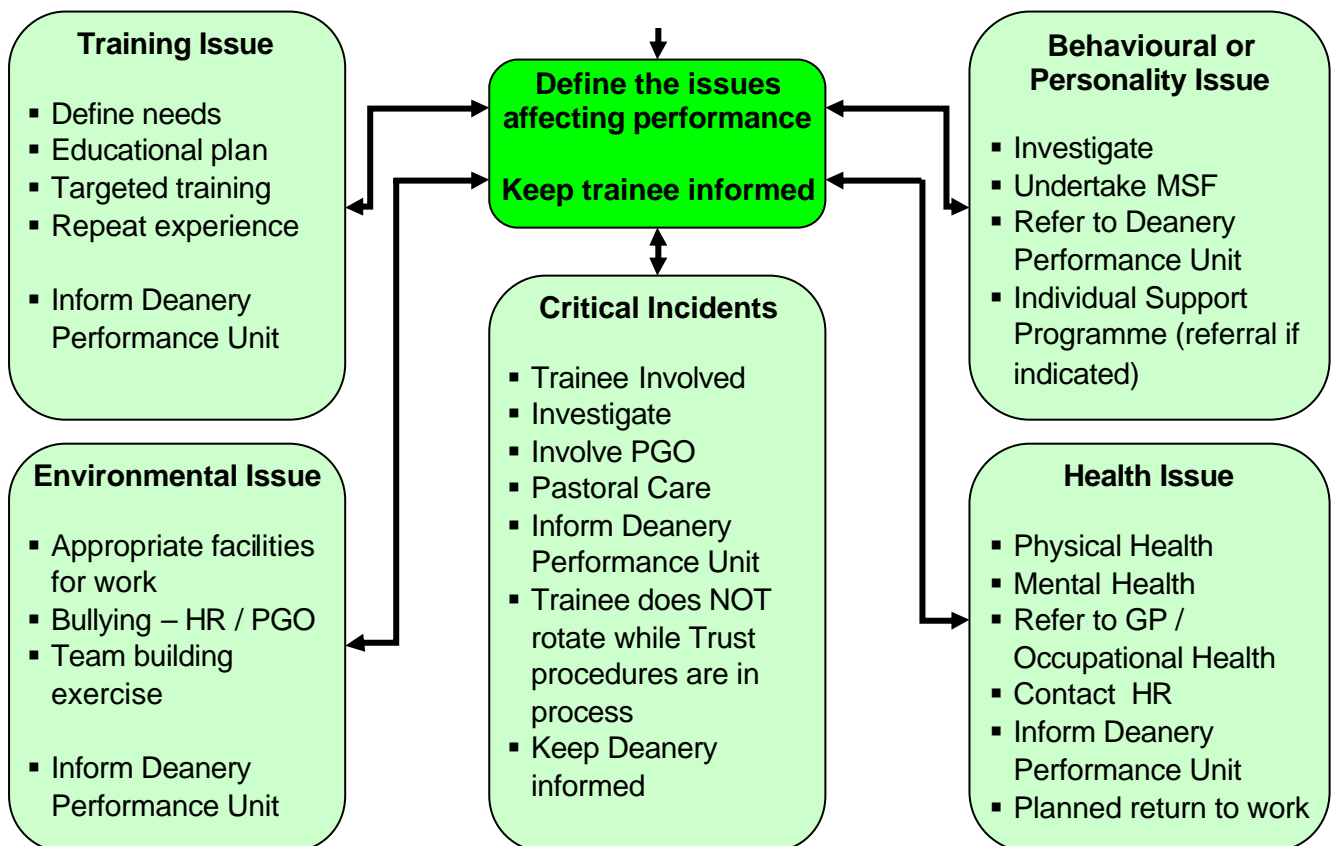 Training Issue
▪ Define needs
▪ Educational plan
▪ Targeted training
▪ Repeat experience
▪ Inform Deanery
Performance Unit
Define the issues
affecting performance
Keep trainee informed
Behavioural or
Personality Issue
▪ Investigate
▪ Undertake MSF
▪ Refer to Deanery
Performance Unit
▪ Individual Support
Programme (referral if
indicated)
Environmental Issue
▪ Appropriate facilities
for work
▪ Bullying – HR / PGO
▪ Team building
exercise
▪ Inform Deanery
Performance Unit
Critical Incidents
▪ Trainee Involved
▪ Investigate
▪ Involve PGO
▪ Pastoral Care
▪ Inform Deanery
Performance Unit
▪ Trainee does NOT
rotate while Trust
procedures are in
process
▪ Keep Deanery
informed
Health Issue
▪ Physical Health
▪ Mental Health
▪ Refer to GP /
Occupational Health
▪ Contact HR
▪ Inform Deanery
Performance Unit
▪ Planned return to work